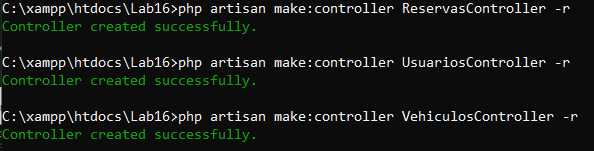 C:\xampp\htdocs\Lab16>php artisan make:controller ReservasController -r
Controller created successfully.
C:\xampp\htdocs\Lab16>php artisan make:controller UsuariosController -r
Controller created successfully.
C:\xampp\htdocs\Lab16>php artisan make:controller VehiculosController -r
Controller created successfully.